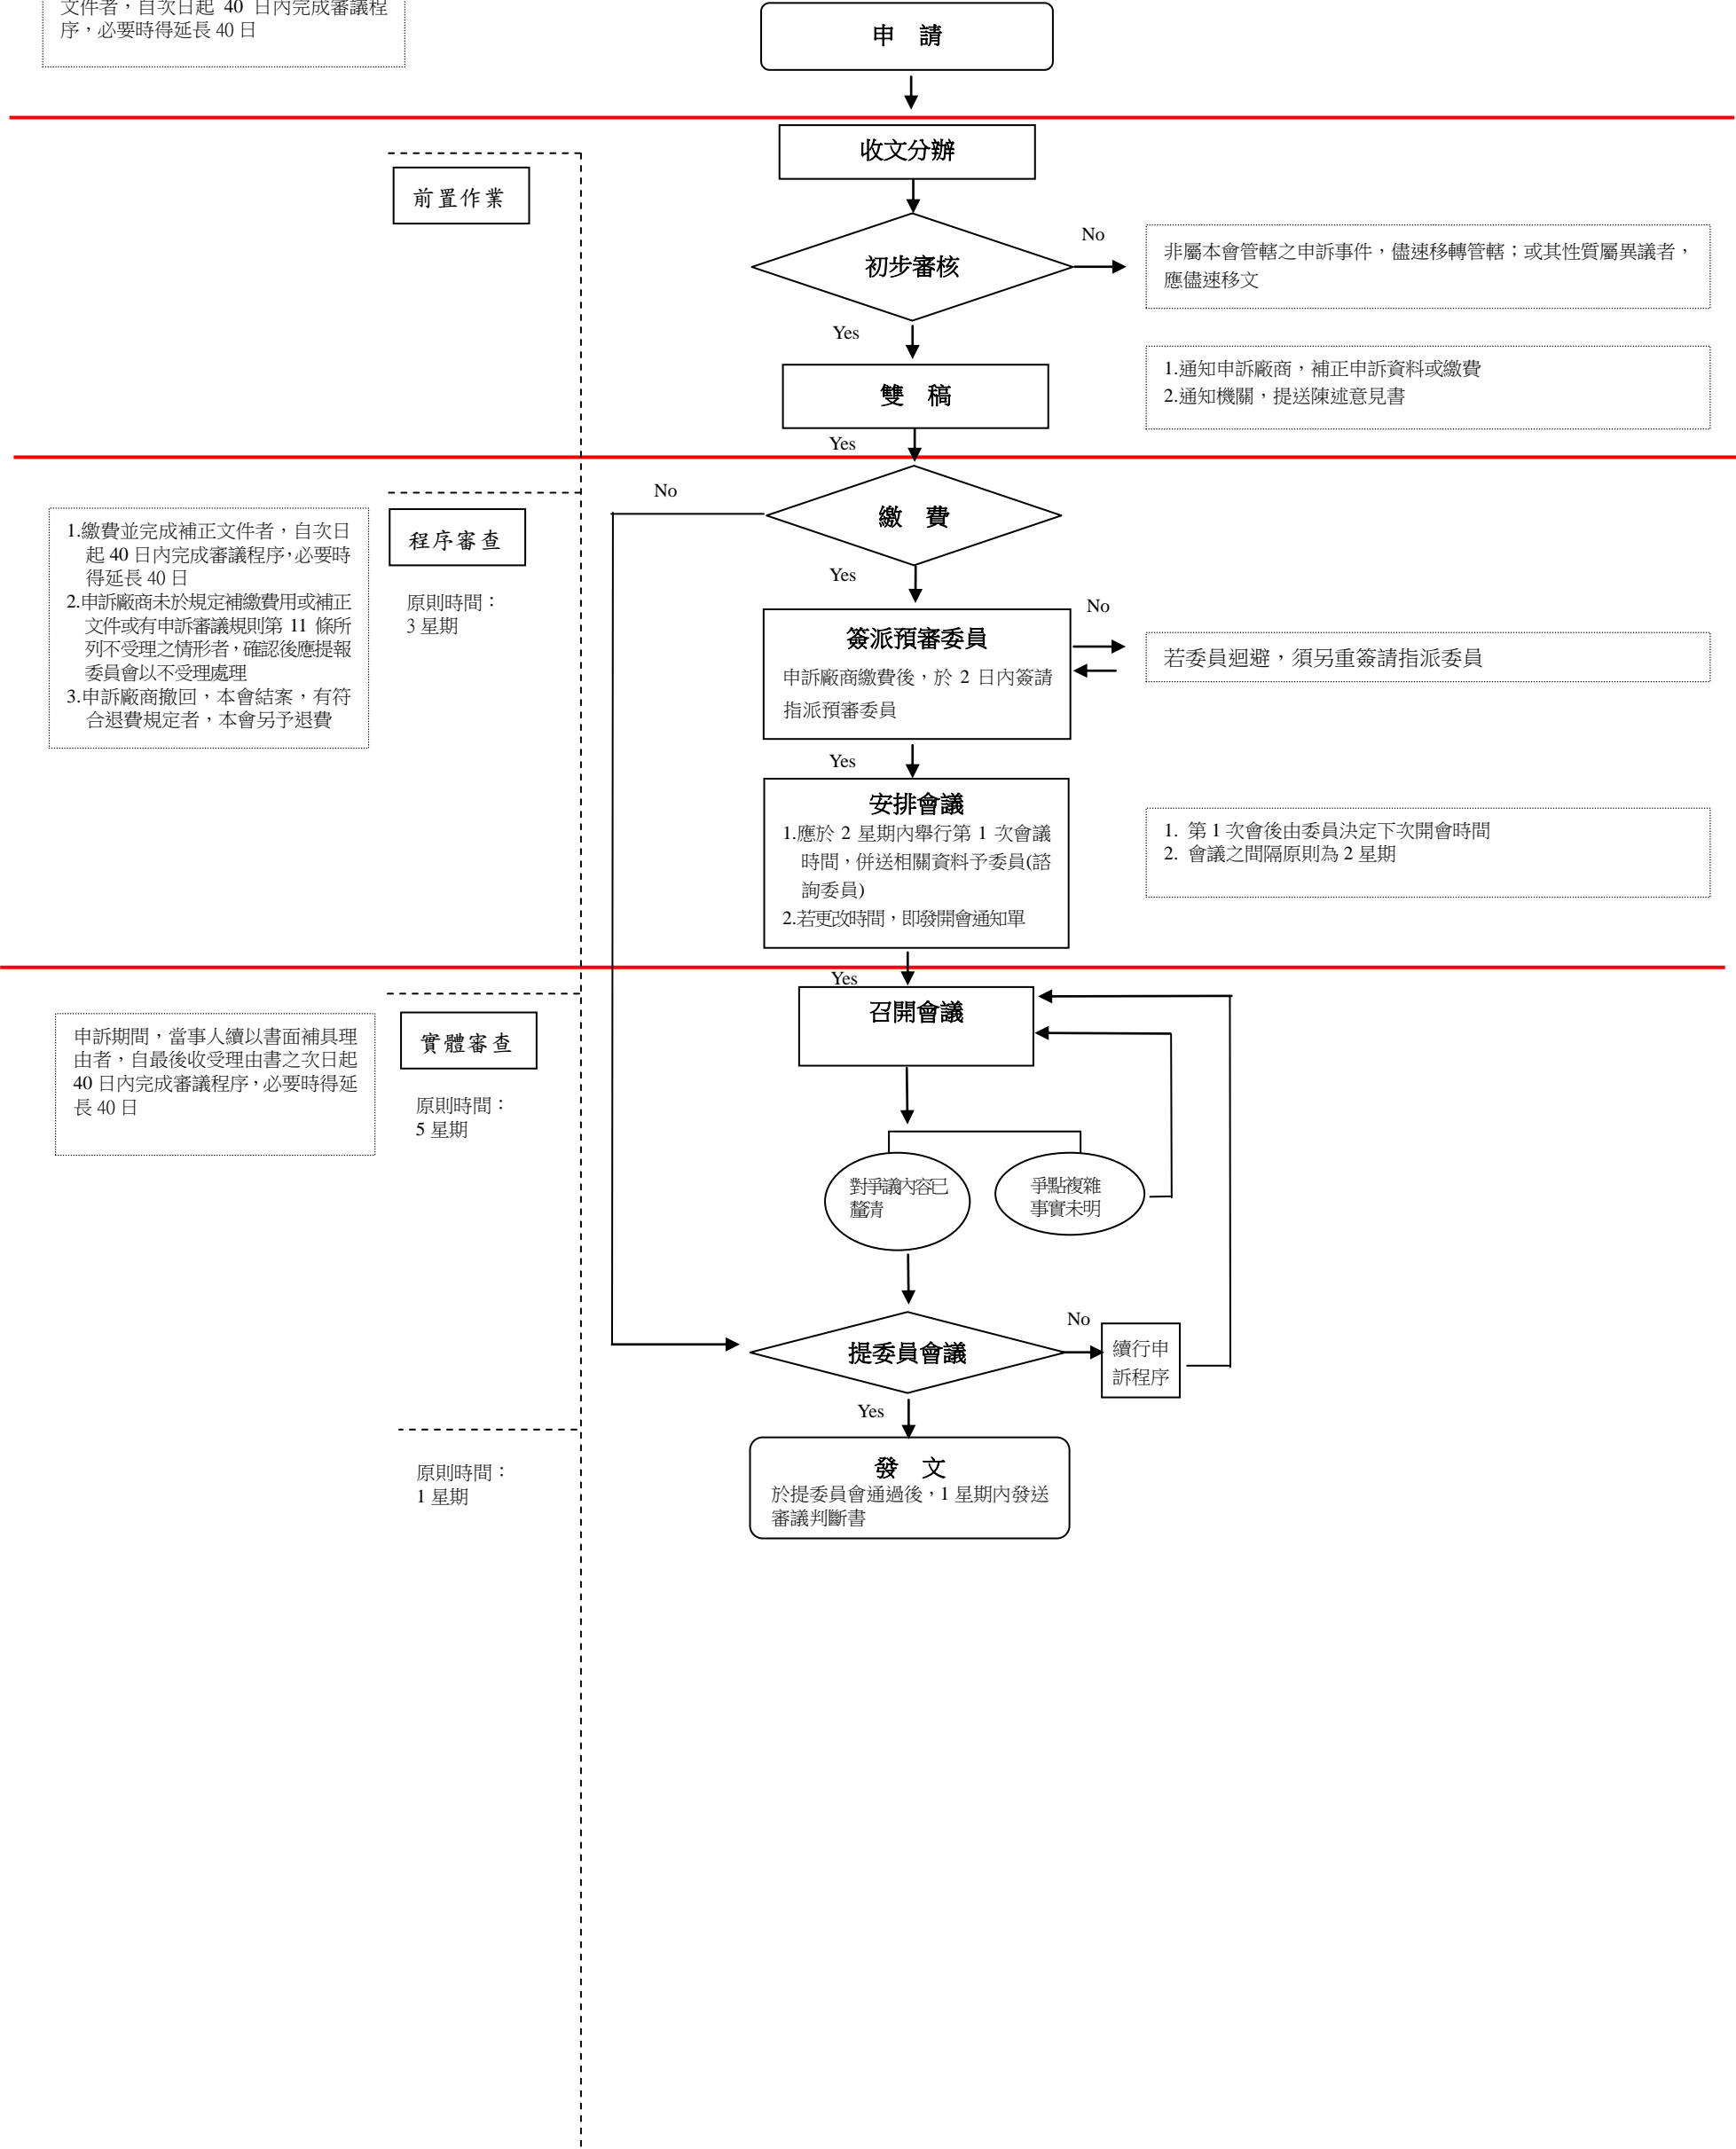 文件者，自次日起 40 日內完成審議程
序，必要時得延長 40 日
申 請
收文分辦
前置作業
初步審核
No
非屬本會管轄之申訴事件，儘速移轉管轄；或其性質屬異議者，
應儘速移文
Yes
雙 稿
1.通知申訴廠商，補正申訴資料或繳費
2.通知機關，提送陳述意見書
Yes
No
繳 費
1.繳費並完成補正文件者，自次日
起 40 日內完成審議程序，必要時
得延長 40 日
2.申訴廠商未於規定補繳費用或補正
文件或有申訴審議規則第 11 條所
列不受理之情形者，確認後應提報
委員會以不受理處理
3.申訴廠商撤回，本會結案，有符
合退費規定者，本會另予退費
程序審查
原則時間：
3 星期
Yes
簽派預審委員
申訴廠商繳費後，於 2 日內簽請
指派預審委員
No
若委員迴避，須另重簽請指派委員
Yes
安排會議
1.應於 2 星期內舉行第 1 次會議
時間，併送相關資料予委員(諮
詢委員)
2.若更改時間，即發開會通知單
1. 第 1 次會後由委員決定下次開會時間
2. 會議之間隔原則為 2 星期
Yes
召開會議
申訴期間，當事人續以書面補具理
由者，自最後收受理由書之次日起
40 日內完成審議程序，必要時得延
長 40 日
實體審查
原則時間：
5 星期
對爭議內容已
釐清
爭點複雜
事實未明
提委員會議
No
續行申
訴程序
Yes
原則時間：
1 星期
發 文
於提委員會通過後，1 星期內發送
審議判斷書